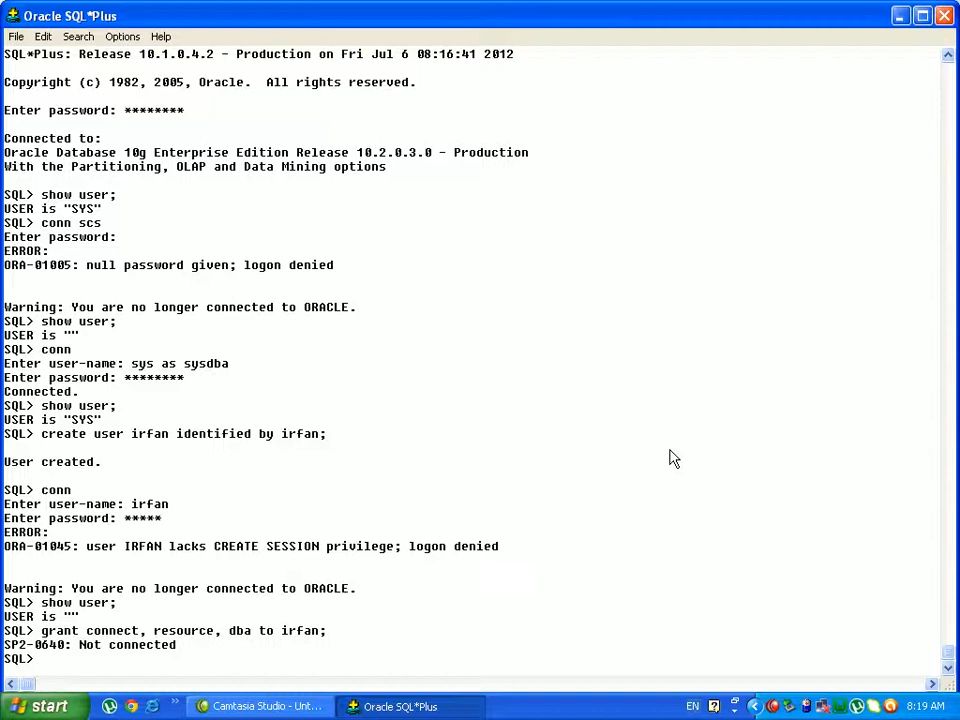 Oracle SQL*Plus
File Edit Search Options Help
SQL*Plus: Release 10.1.0.4.2 - Production on Fri Jul 6 08:16:41 2012
Copyright (c) 1982, 2005, Oracle.  All rights reserved.
Enter password: ********
Connected to:
Oracle Database 10g Enterprise Edition Release 10.2.0.3.0 - Production
With the Partitioning, OLAP and Data Mining options
SQL> show user;
USER is "SYS"
SQL> conn scs
Enter password:
ERROR:
ORA-01005: null password given; logon denied
Warning: You are no longer connected to ORACLE.
SQL> show user;
USER is ""
SQL> conn
Enter user-name: sys as sysdba
Enter password: ********
Connected.
SQL> show user;
USER is "SYS"
SQL> create user irfan identified by irfan;
User created.
SQL> conn
Enter user-name: irfan
Enter password: *****
ERROR:
ORA-01045: user IRFAN lacks CREATE SESSION privilege; logon denied
Warning: You are no longer connected to ORACLE.
SQL> show user;
USER is ""
SQL> grant connect, resource, dba to irfan;
SP2-0640: Not connected
SQL>
start Camtasia Studio - Unt... Oracle SQL*Plus EN 8:19 AM